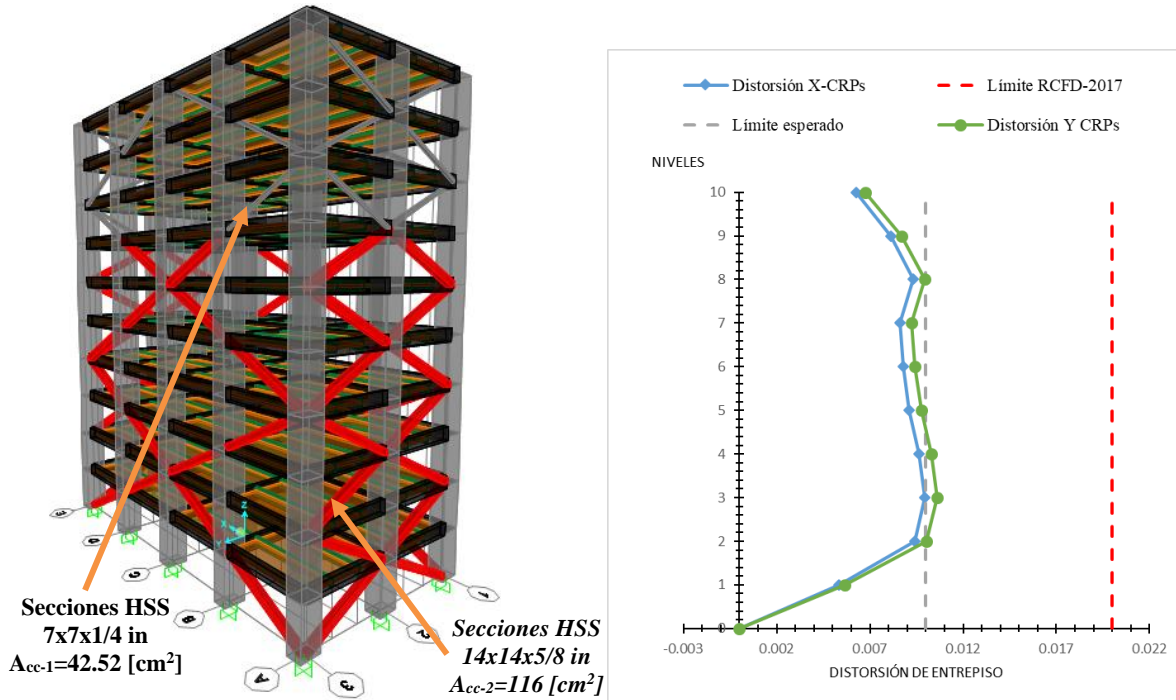 Secciones HSS
7x7x1/4 in
Acc-1=42.52 [cm²]
Secciones HSS
14x14x5/8 in
Acc-2=116 [cm²]
A
B
2
1
X
Y
Z
Distorsión X-CRPs
Límite RCFD-2017
Límite esperado
Distorsión Y CRPs
NIVELES
10
9
8
7
6
5
4
3
2
1
-0.003
0.002
0.007
0.012
0.017
0.022
DISTORSIÓN DE ENTREPISO